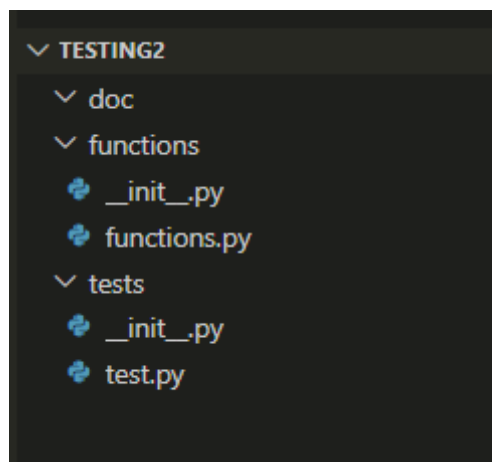 TESTING2
doc
functions
__init__.py
functions.py
tests
__init__.py
test.py